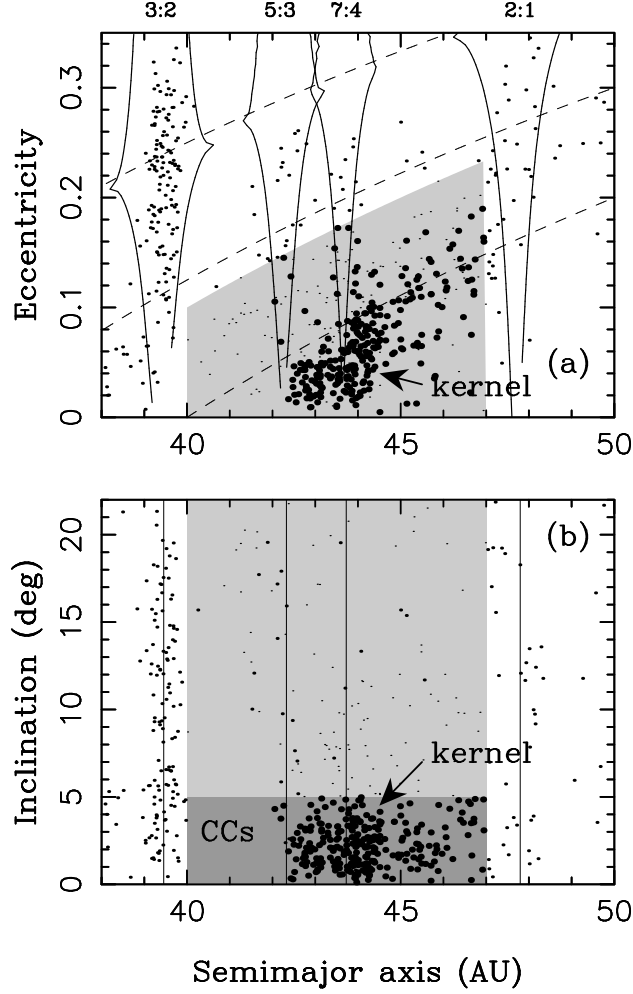 3:2 5:3 7:4 2:1
0.3
0.2
0.1
0
Eccentricity
(a)
kernel
40 45 50
20
15
10
5
0
Inclination (deg)
(b)
kernel
CCs
40 45 50
Semimajor axis (AU)